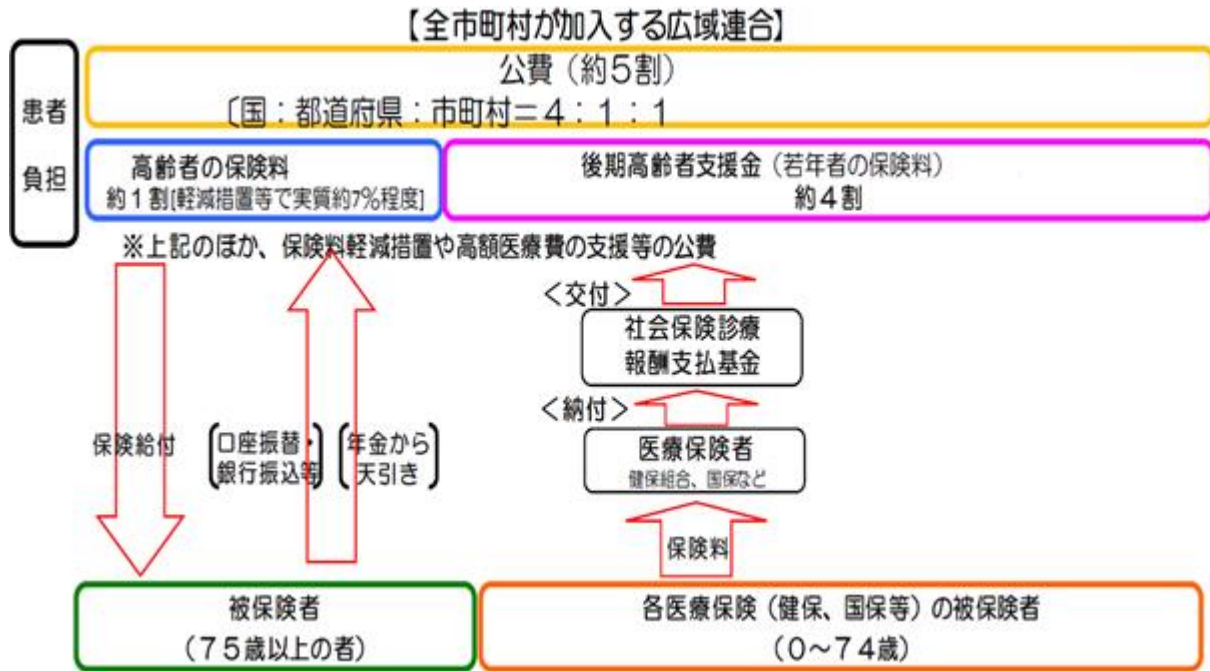 【全市町村が加入する広域連合】
患者
負担
公費（約５割）
〔国：都道府県：市町村＝４：１：１
高齢者の保険料
約１割[軽減措置等で実質約7％程度]
後期高齢者支援金（若年者の保険料）
約４割
※上記のほか、保険料軽減措置や高額医療費の支援等の公費
＜交付＞
社会保険診療
報酬支払基金
＜納付＞
医療保険者
健保組合、国保など
保険給付
口座振替・
銀行振込等
年金から
天引き
保険料
被保険者
（７５歳以上の者）
各医療保険（健保、国保等）の被保険者
（０～７４歳）